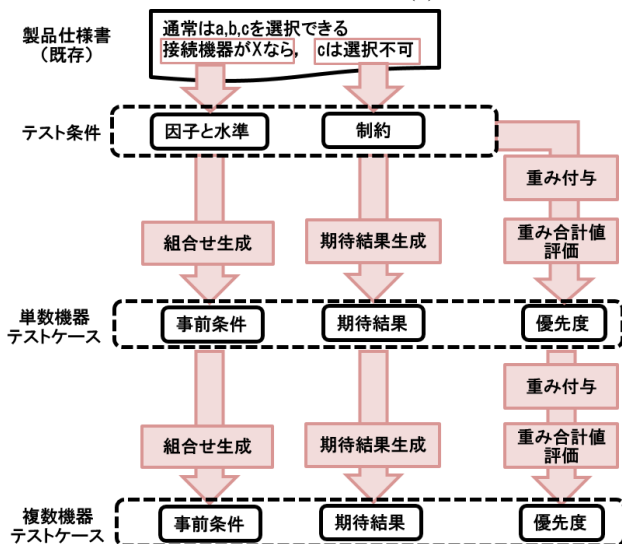 製品仕様書
(既存)
通常はa,b,cを選択できる
接続機器がXなら, cは選択不可
テスト条件
因子と水準
制約
重み付与
組合せ生成
期待結果生成
重み合計値
評価
単数機器
テストケース
事前条件
期待結果
優先度
重み付与
組合せ生成
期待結果生成
重み合計値
評価
複数機器
テストケース
事前条件
期待結果
優先度